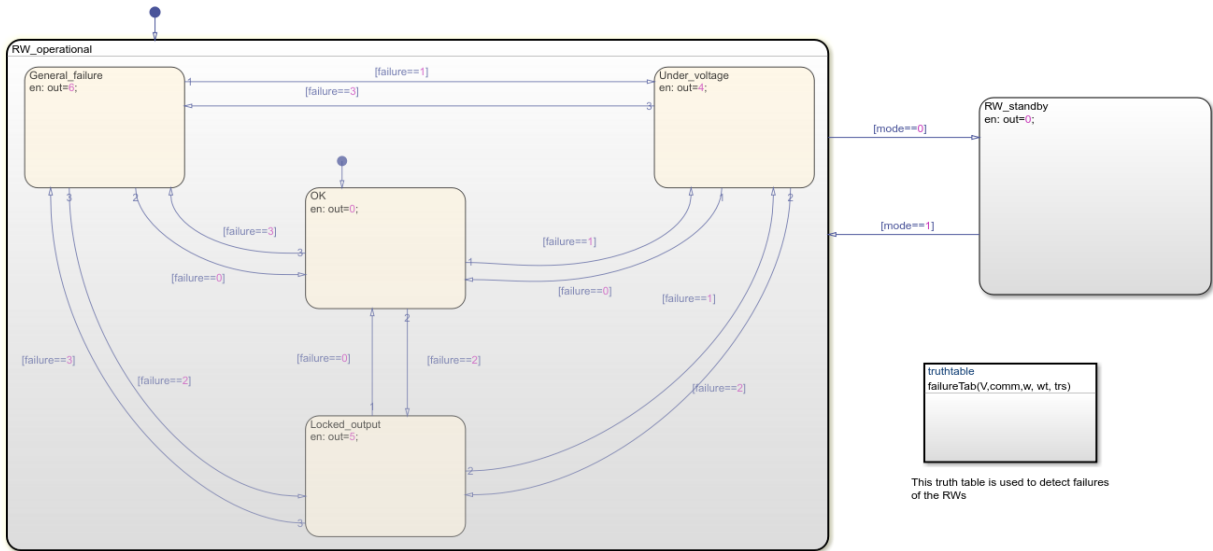 RW_operational
General_failure
en: out=6;
1
[failure==1]
[failure==3]
Under_voltage
en: out=4;
3
RW_standby
en: out=0;
[mode==0]
[mode==1]
3
2
1
2
OK
en: out=0;
[failure==3]
3
[failure==0]
1
[failure==1]
[failure==0]
[failure==1]
2
[failure==3]
[failure==0]
[failure==2]
[failure==2]
[failure==2]
1
Locked_output
en: out=5;
2
3
truthtable
failureTab(V,comm,w, wt, trs)
This truth table is used to detect failures
of the RWs